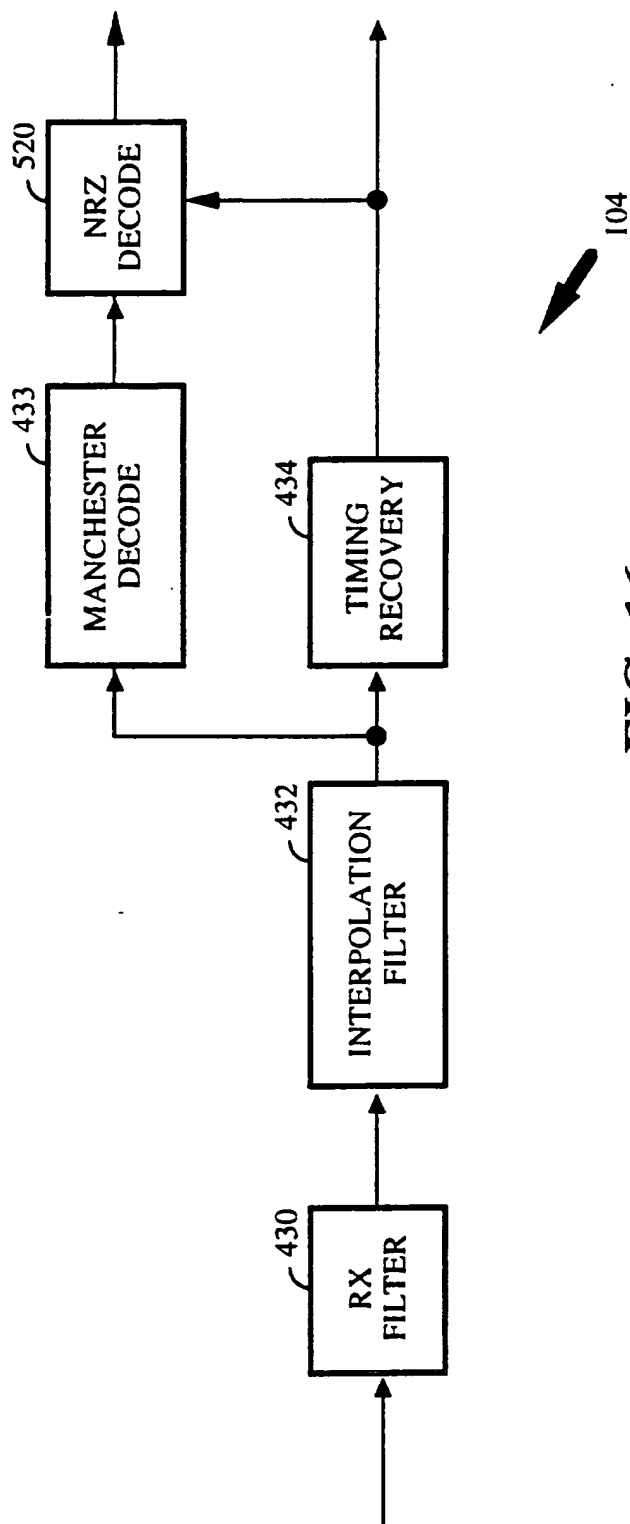 430
RX
FILTER
432
INTERPOLATION
FILTER
433
MANCHESTER
DECODE
434
TIMING
RECOVERY
520
NRZ
DECODE
104